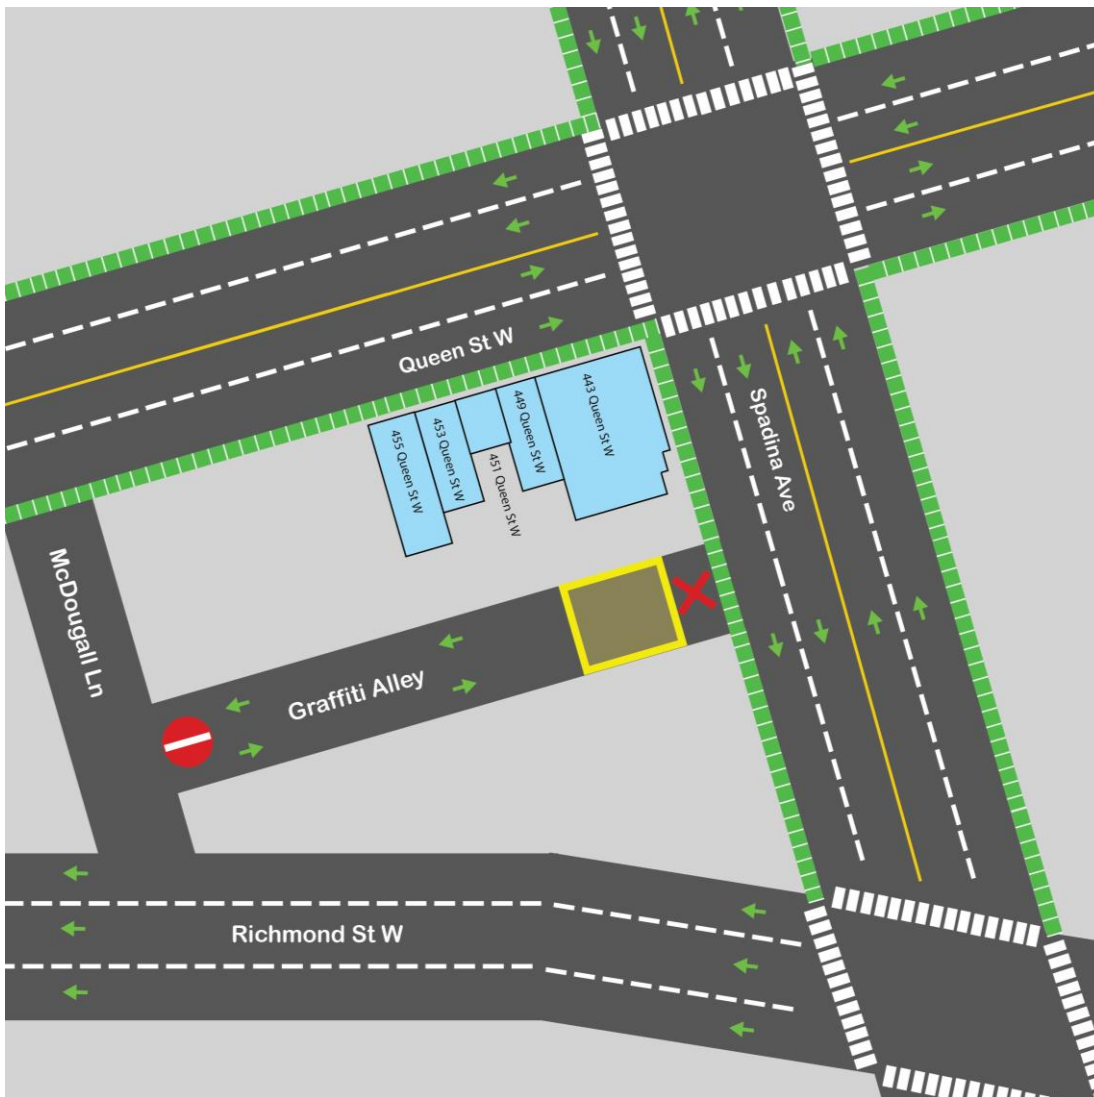 Queen St W
443 Queen St W
449 Queen St W
453 Queen St W
455 Queen St W
451 Queen St W
Spadina Ave
McDougall Ln
Graffiti Alley
Richmond St W